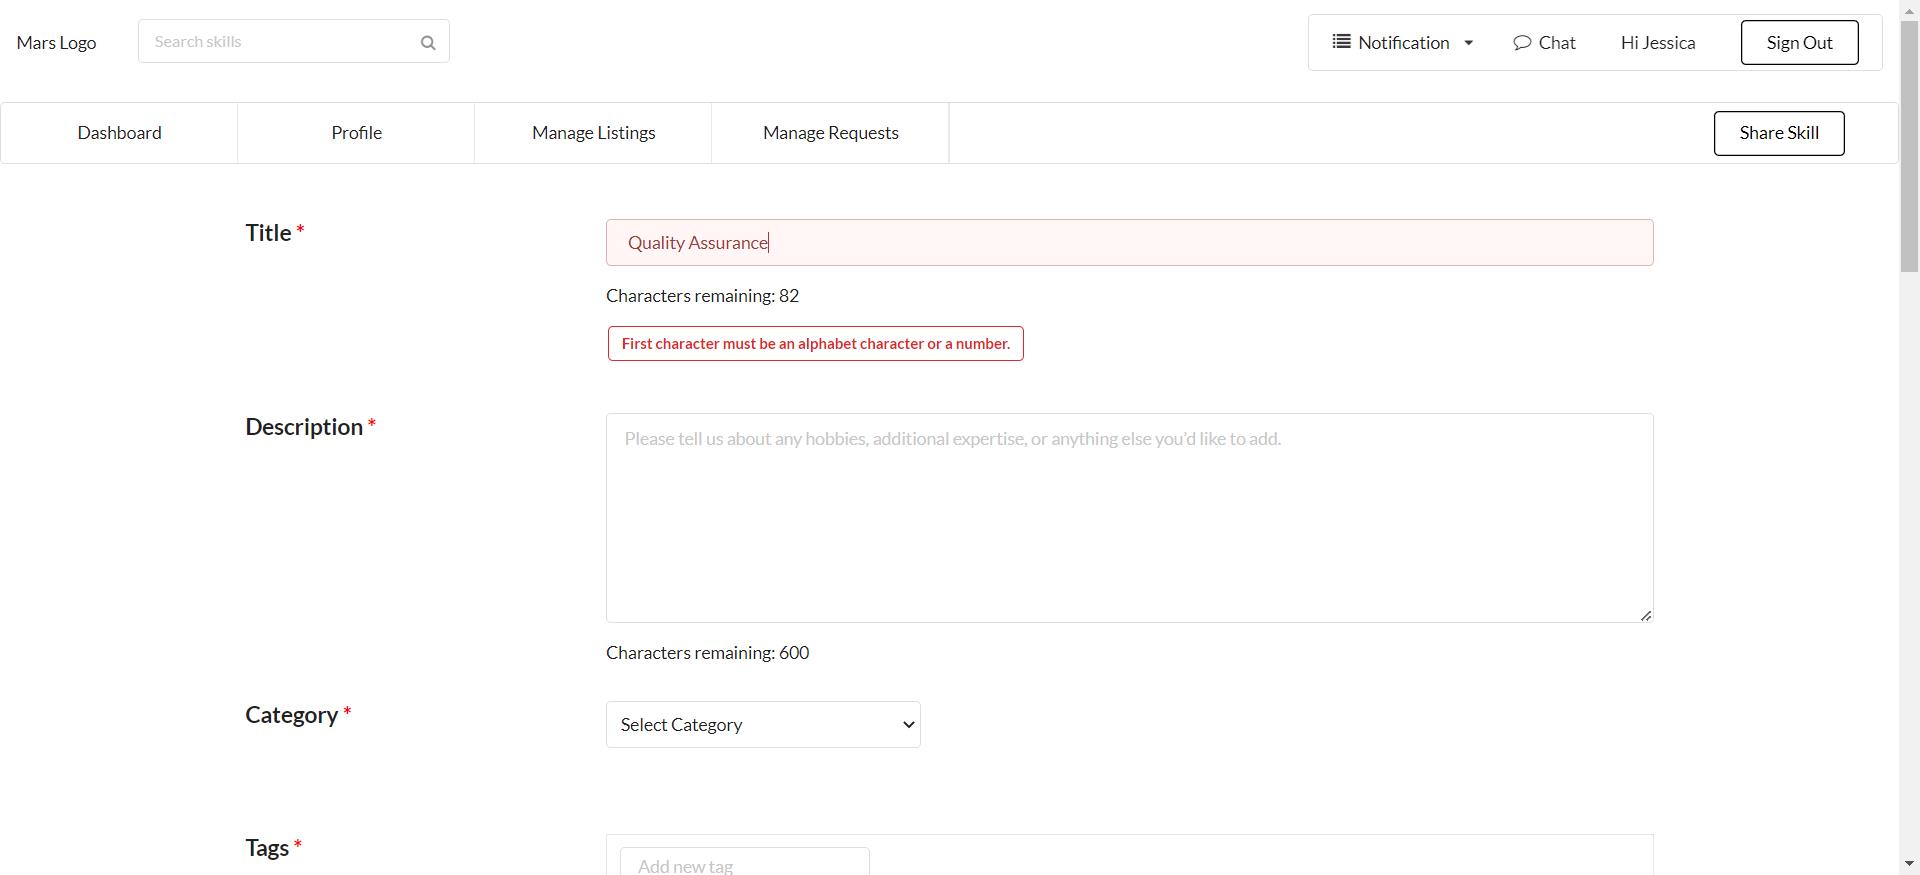 Mars Logo
Search skills
Notification
Chat
Hi Jessica
Sign Out
Dashboard
Profile
Manage Listings
Manage Requests
Share Skill
Title *
Quality Assurance
Characters remaining: 82
First character must be an alphabet character or a number.
Description *
Please tell us about any hobbies, additional expertise, or anything else you'd like to add.
Characters remaining: 600
Category *
Select Category
Tags *
Add new tag